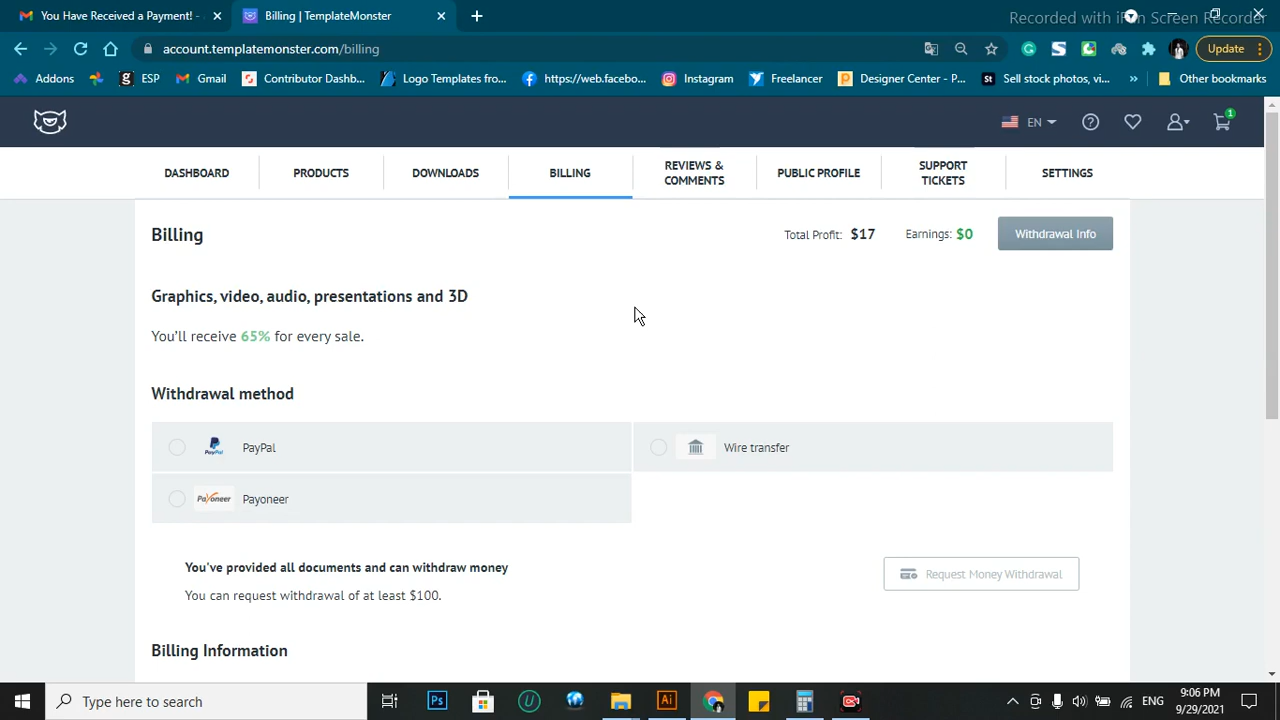 You Have Received a Payment! -
Billing | TemplateMonster
Recorded with iFun Screen Recorder
account.templatemonster.com/billing
Update
Addons
ESP
Gmail
Contributor Dashb...
Logo Templates fro...
https://web.facebo...
Instagram
Freelancer
Designer Center - P...
St
Sell stock photos, vi...
»
Other bookmarks
EN
1
DASHBOARD
PRODUCTS
DOWNLOADS
BILLING
REVIEWS &
COMMENTS
PUBLIC PROFILE
SUPPORT
TICKETS
SETTINGS
Billing
Total Profit: $17
Earnings: $0
Withdrawal Info
Graphics, video, audio, presentations and 3D
You'll receive 65% for every sale.
Withdrawal method
PayPal
PayPal
Wire transfer
Payoneer
Payoneer
You've provided all documents and can withdraw money
You can request withdrawal of at least $100.
Request Money Withdrawal
Billing Information
Type here to search
Ps
Ai
ENG
9:06 PM
9/29/2021